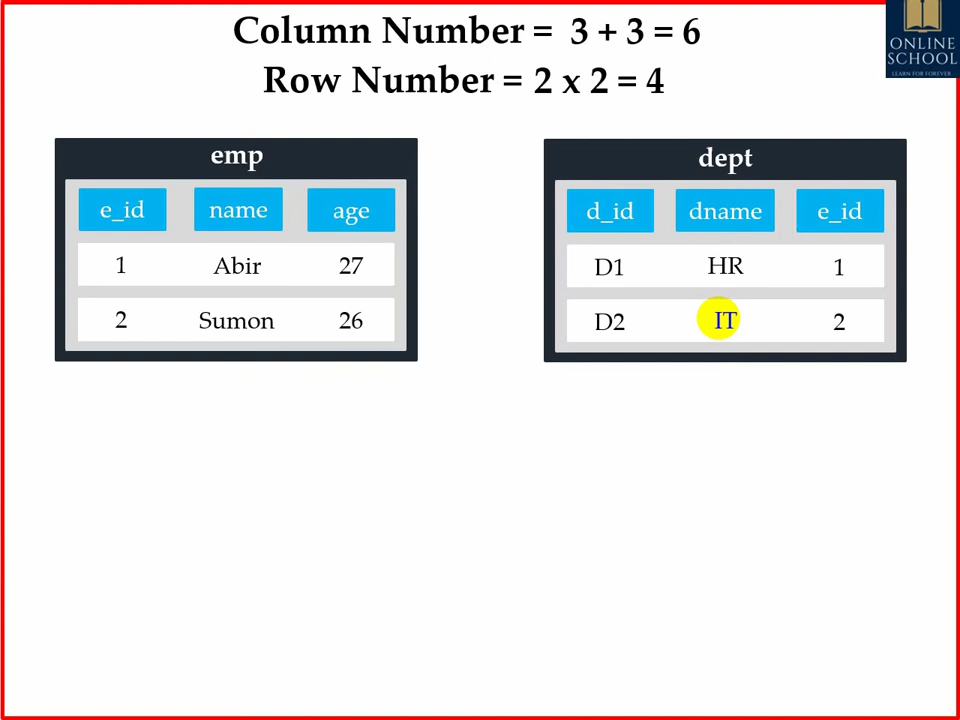 Column Number = 3 + 3 = 6
Row Number = 2 x 2 = 4
ONLINE
SCHOOL
LEARN FOR FOREVER
emp
e_id name age
1 Abir 27
2 Sumon 26
dept
d_id dname e_id
D1 HR 1
D2 IT 2